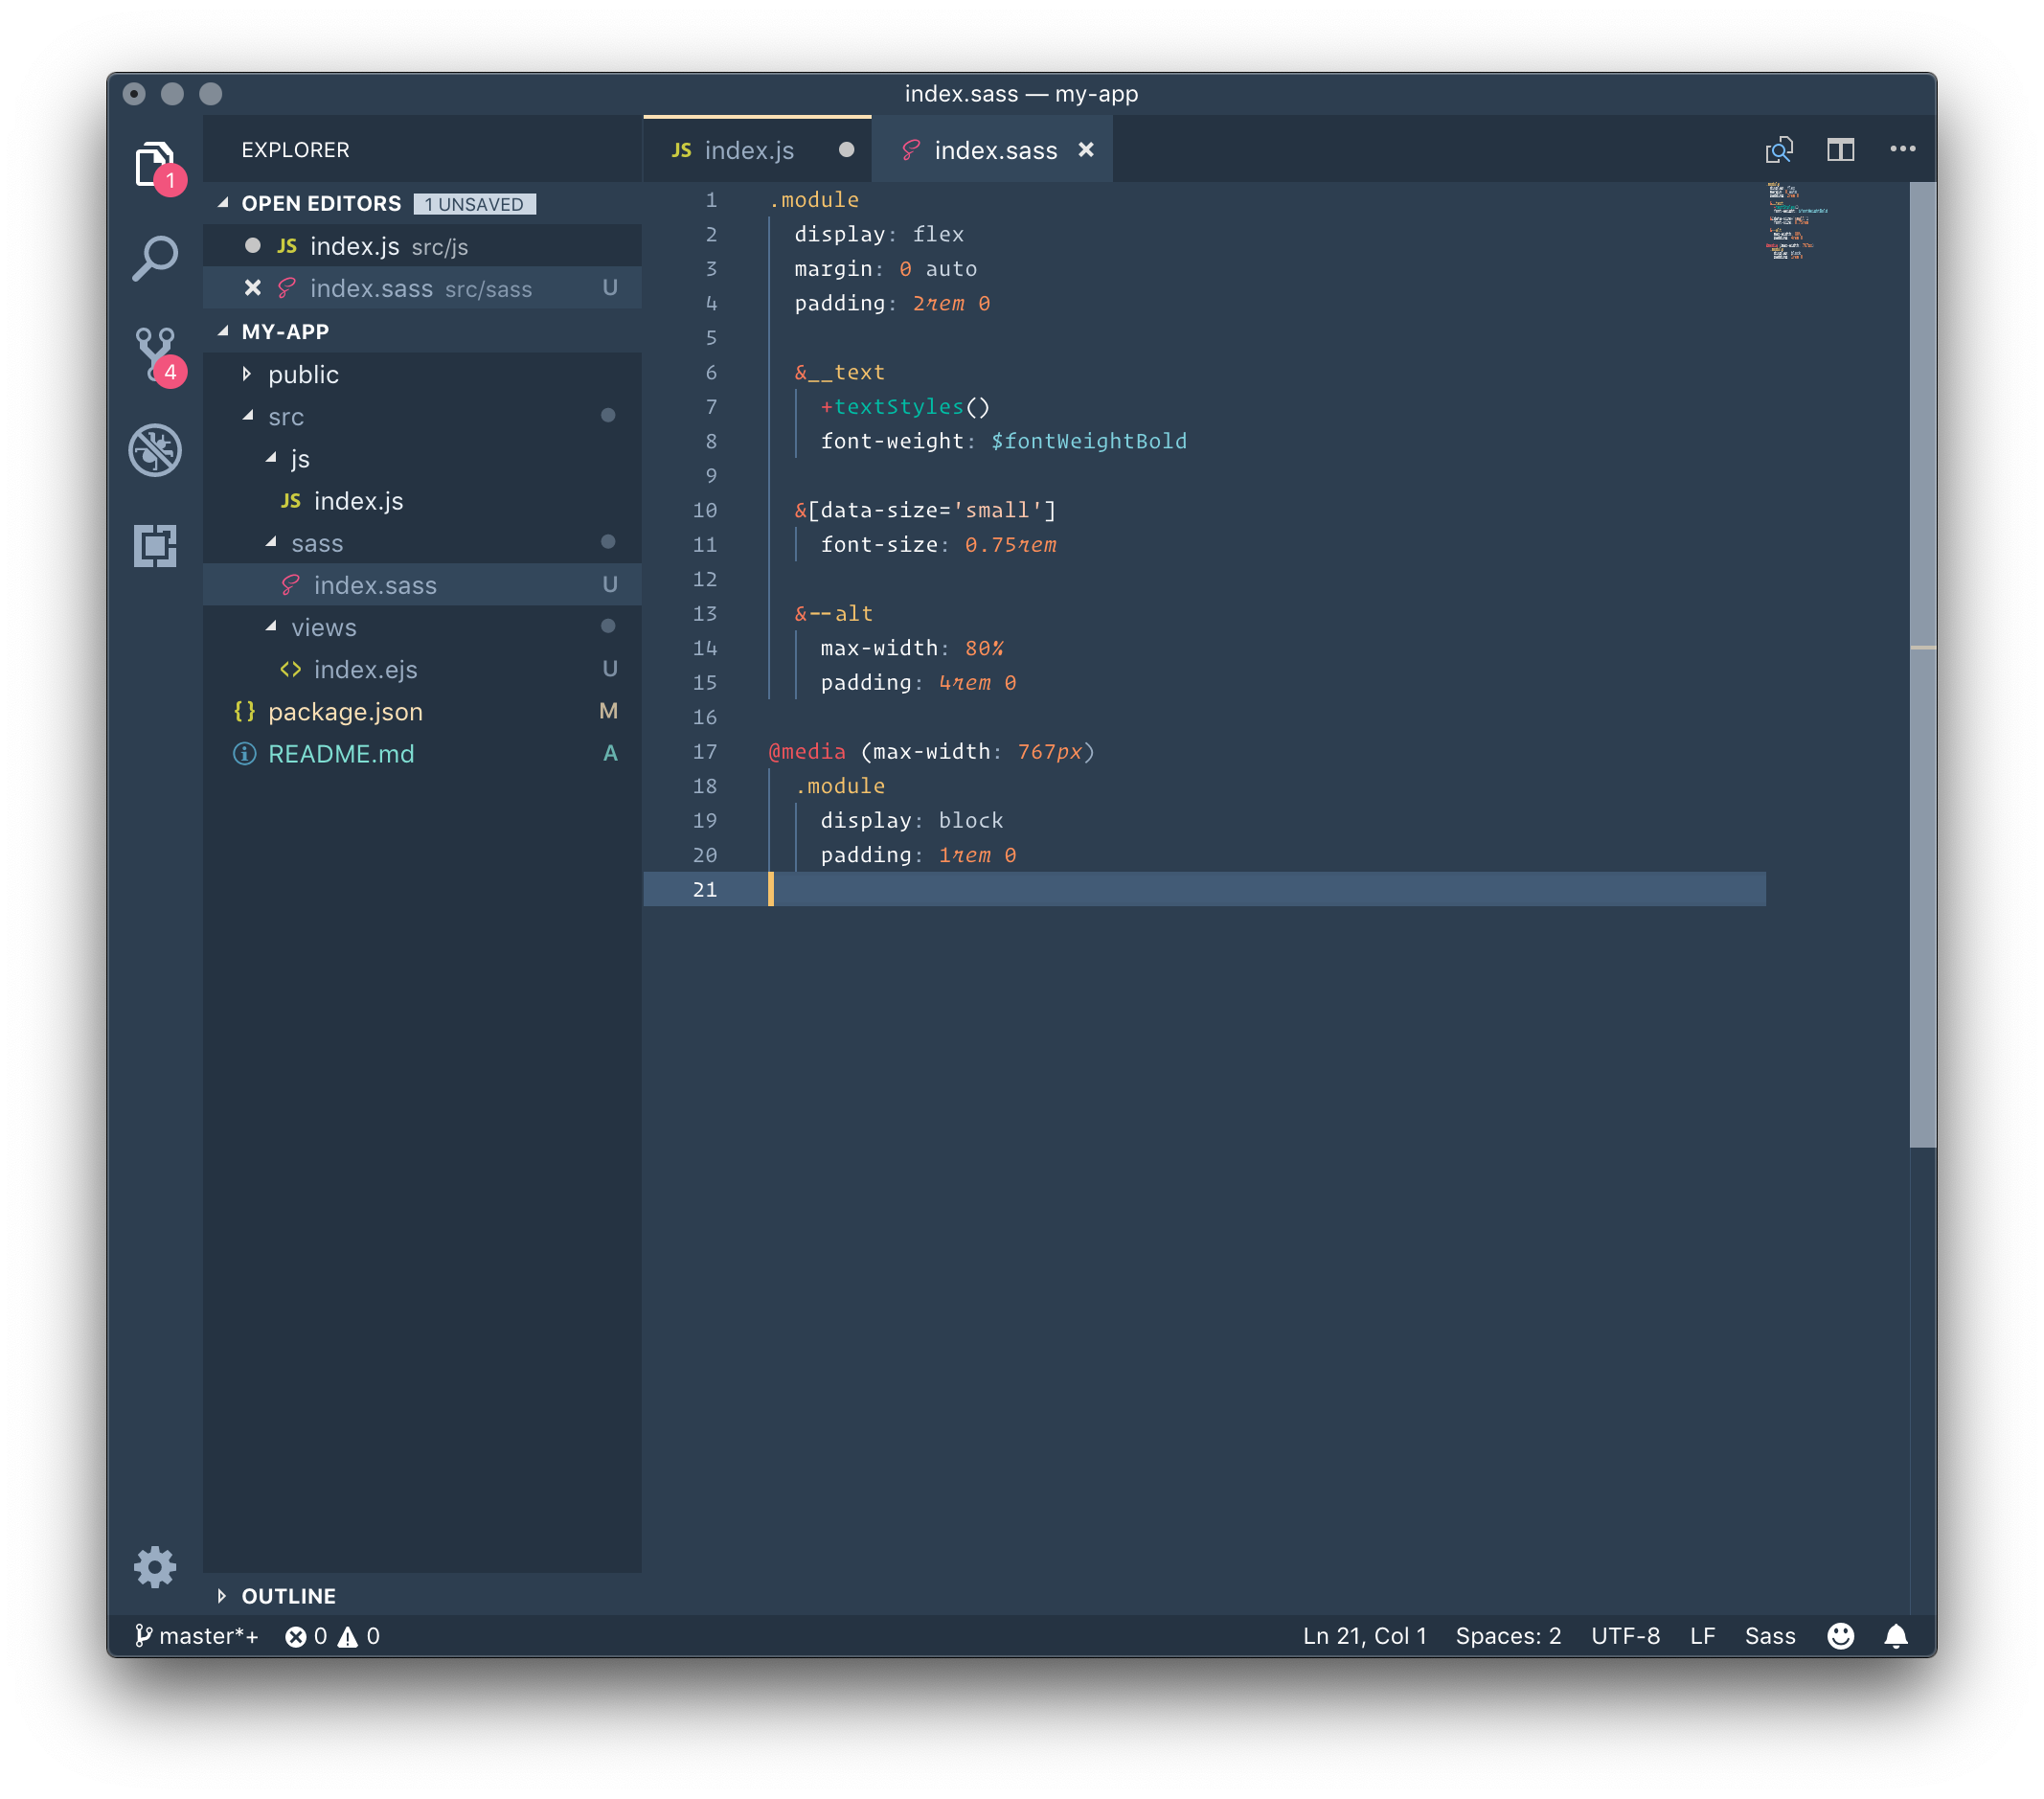 index.sass — my-app
1
4
EXPLORER
OPEN EDITORS 1 UNSAVED
JS index.js src/js
index.sass src/sass U
MY-APP
public
src
js
JS index.js
sass
index.sass U
views
<> index.ejs U
{} package.json M
README.md A
OUTLINE
JS index.js
index.sass
1 .module
2   display: flex
3   margin: 0 auto
4   padding: 2rem 0
5
6   &__text
7     +textStyles()
8     font-weight: $fontWeightBold
9
10   &[data-size='small']
11     font-size: 0.75rem
12
13   &--alt
14     max-width: 80%
15     padding: 4rem 0
16
17 @media (max-width: 767px)
18   .module
19     display: block
20     padding: 1rem 0
21
master*+ 0 0 Ln 21, Col 1 Spaces: 2 UTF-8 LF Sass